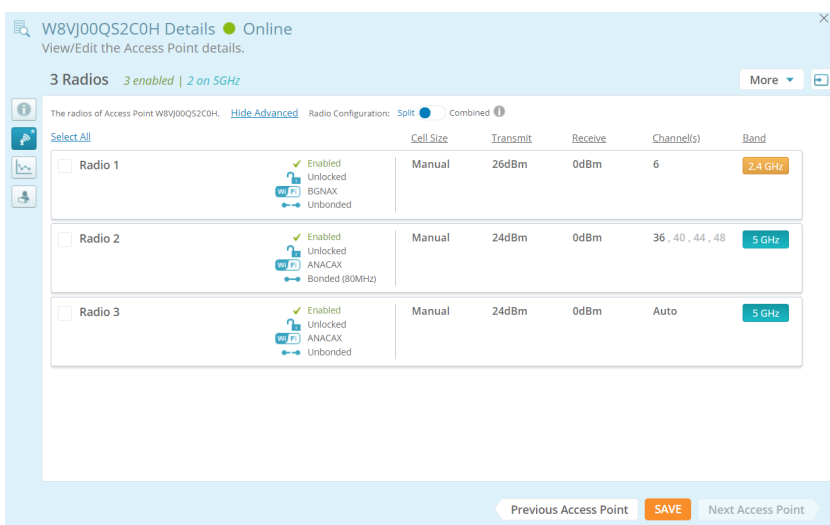 W8VJ00QS2C0H Details Online
View/Edit the Access Point details.
3 Radios 3 enabled | 2 on 5GHz More
The radios of Access Point W8VJ00QS2C0H. Hide Advanced Radio Configuration: Split Combined
Select All Cell Size Transmit Receive Channel(s) Band
Radio 1 Enabled Manual 26dBm 0dBm 6 2.4 GHz
Unlocked
WiFi BGNAX
Unbonded
Radio 2 Enabled Manual 24dBm 0dBm 36 , 40 , 44 , 48 5 GHz
Unlocked
WiFi ANACAX
Bonded (80MHz)
Radio 3 Enabled Manual 24dBm 0dBm Auto 5 GHz
Unlocked
WiFi ANACAX
Unbonded
Previous Access Point SAVE Next Access Point